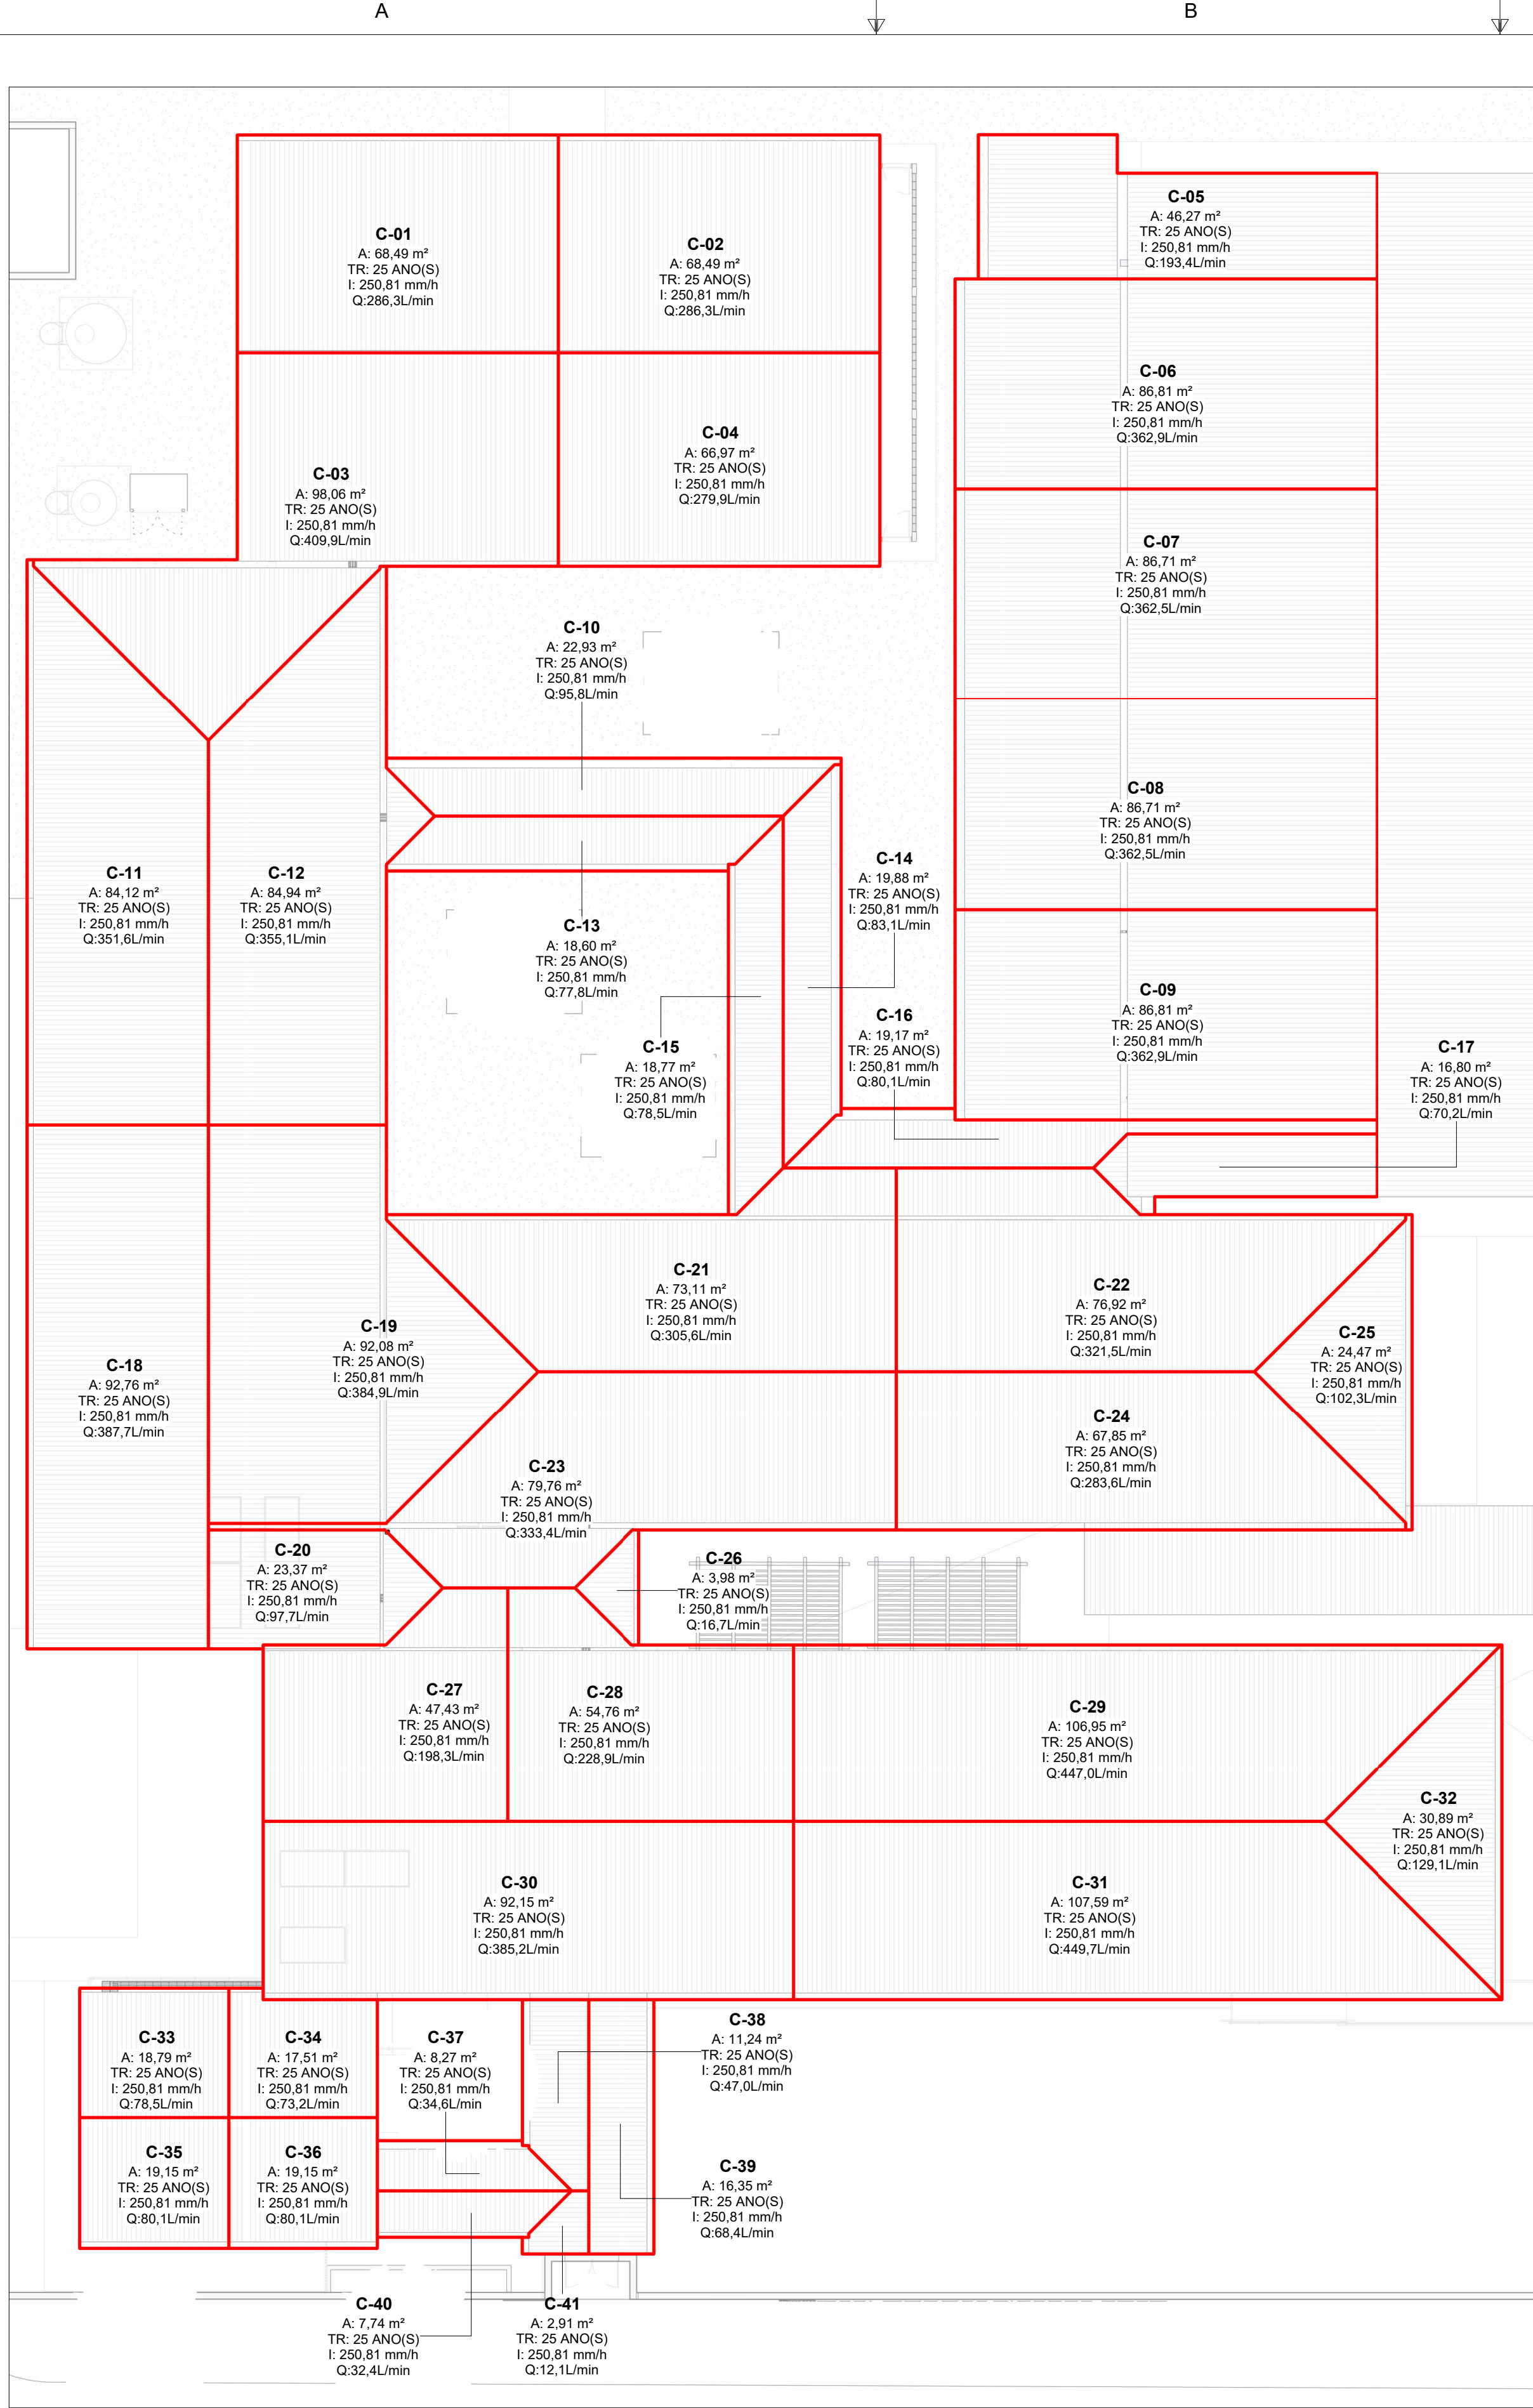 A
B
C-01
A: 68,49 m²
TR: 25 ANO(S)
I: 250,81 mm/h
Q:286,3L/min
C-02
A: 68,49 m²
TR: 25 ANO(S)
I: 250,81 mm/h
Q:286,3L/min
C-03
A: 98,06 m²
TR: 25 ANO(S)
I: 250,81 mm/h
Q:409,9L/min
C-04
A: 66,97 m²
TR: 25 ANO(S)
I: 250,81 mm/h
Q:279,9L/min
C-05
A: 46,27 m²
TR: 25 ANO(S)
I: 250,81 mm/h
Q:193,4L/min
C-06
A: 86,81 m²
TR: 25 ANO(S)
I: 250,81 mm/h
Q:362,9L/min
C-07
A: 86,71 m²
TR: 25 ANO(S)
I: 250,81 mm/h
Q:362,5L/min
C-08
A: 86,71 m²
TR: 25 ANO(S)
I: 250,81 mm/h
Q:362,5L/min
C-09
A: 86,81 m²
TR: 25 ANO(S)
I: 250,81 mm/h
Q:362,9L/min
C-10
A: 22,93 m²
TR: 25 ANO(S)
I: 250,81 mm/h
Q:95,8L/min
C-11
A: 84,12 m²
TR: 25 ANO(S)
I: 250,81 mm/h
Q:351,6L/min
C-12
A: 84,94 m²
TR: 25 ANO(S)
I: 250,81 mm/h
Q:355,1L/min
C-13
A: 18,60 m²
TR: 25 ANO(S)
I: 250,81 mm/h
Q:77,8L/min
C-14
A: 19,88 m²
TR: 25 ANO(S)
I: 250,81 mm/h
Q:83,1L/min
C-15
A: 18,77 m²
TR: 25 ANO(S)
I: 250,81 mm/h
Q:78,5L/min
C-16
A: 19,17 m²
TR: 25 ANO(S)
I: 250,81 mm/h
Q:80,1L/min
C-17
A: 16,80 m²
TR: 25 ANO(S)
I: 250,81 mm/h
Q:70,2L/min
C-18
A: 92,76 m²
TR: 25 ANO(S)
I: 250,81 mm/h
Q:387,7L/min
C-19
A: 92,08 m²
TR: 25 ANO(S)
I: 250,81 mm/h
Q:384,9L/min
C-20
A: 23,37 m²
TR: 25 ANO(S)
I: 250,81 mm/h
Q:97,7L/min
C-21
A: 73,11 m²
TR: 25 ANO(S)
I: 250,81 mm/h
Q:305,6L/min
C-22
A: 76,92 m²
TR: 25 ANO(S)
I: 250,81 mm/h
Q:321,5L/min
C-23
A: 79,76 m²
TR: 25 ANO(S)
I: 250,81 mm/h
Q:333,4L/min
C-24
A: 67,85 m²
TR: 25 ANO(S)
I: 250,81 mm/h
Q:283,6L/min
C-25
A: 24,47 m²
TR: 25 ANO(S)
I: 250,81 mm/h
Q:102,3L/min
C-26
A: 3,98 m²
TR: 25 ANO(S)
I: 250,81 mm/h
Q:16,7L/min
C-27
A: 47,43 m²
TR: 25 ANO(S)
I: 250,81 mm/h
Q:198,3L/min
C-28
A: 54,76 m²
TR: 25 ANO(S)
I: 250,81 mm/h
Q:228,9L/min
C-29
A: 106,95 m²
TR: 25 ANO(S)
I: 250,81 mm/h
Q:447,0L/min
C-30
A: 92,15 m²
TR: 25 ANO(S)
I: 250,81 mm/h
Q:385,2L/min
C-31
A: 107,59 m²
TR: 25 ANO(S)
I: 250,81 mm/h
Q:449,7L/min
C-32
A: 30,89 m²
TR: 25 ANO(S)
I: 250,81 mm/h
Q:129,1L/min
C-33
A: 18,79 m²
TR: 25 ANO(S)
I: 250,81 mm/h
Q:78,5L/min
C-34
A: 17,51 m²
TR: 25 ANO(S)
I: 250,81 mm/h
Q:73,2L/min
C-35
A: 19,15 m²
TR: 25 ANO(S)
I: 250,81 mm/h
Q:80,1L/min
C-36
A: 19,15 m²
TR: 25 ANO(S)
I: 250,81 mm/h
Q:80,1L/min
C-37
A: 8,27 m²
TR: 25 ANO(S)
I: 250,81 mm/h
Q:34,6L/min
C-38
A: 11,24 m²
TR: 25 ANO(S)
I: 250,81 mm/h
Q:47,0L/min
C-39
A: 16,35 m²
TR: 25 ANO(S)
I: 250,81 mm/h
Q:68,4L/min
C-40
A: 7,74 m²
TR: 25 ANO(S)
I: 250,81 mm/h
Q:32,4L/min
C-41
A: 2,91 m²
TR: 25 ANO(S)
I: 250,81 mm/h
Q:12,1L/min